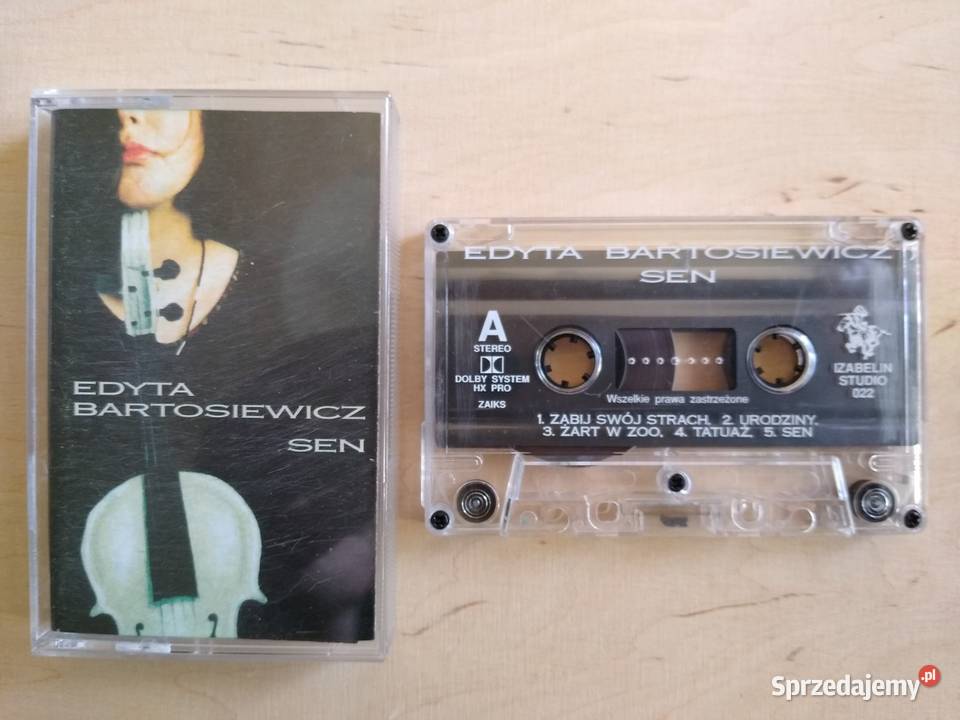 EDYTA
BARTOSIEWICZ
SEN
EDYTA BARTOSIEWICZ
SEN
A
STEREO
DOLBY SYSTEM
HX PRO
ZAIKS
Wszelkie prawa zastrzeżone
IZABELIN
STUDIO
022
1. ZABIJ SWÓJ STRACH, 2. URODZINY,
3. ŻART W ZOO, 4. TATUAŻ, 5. SEN
Sprzedajemy.pl